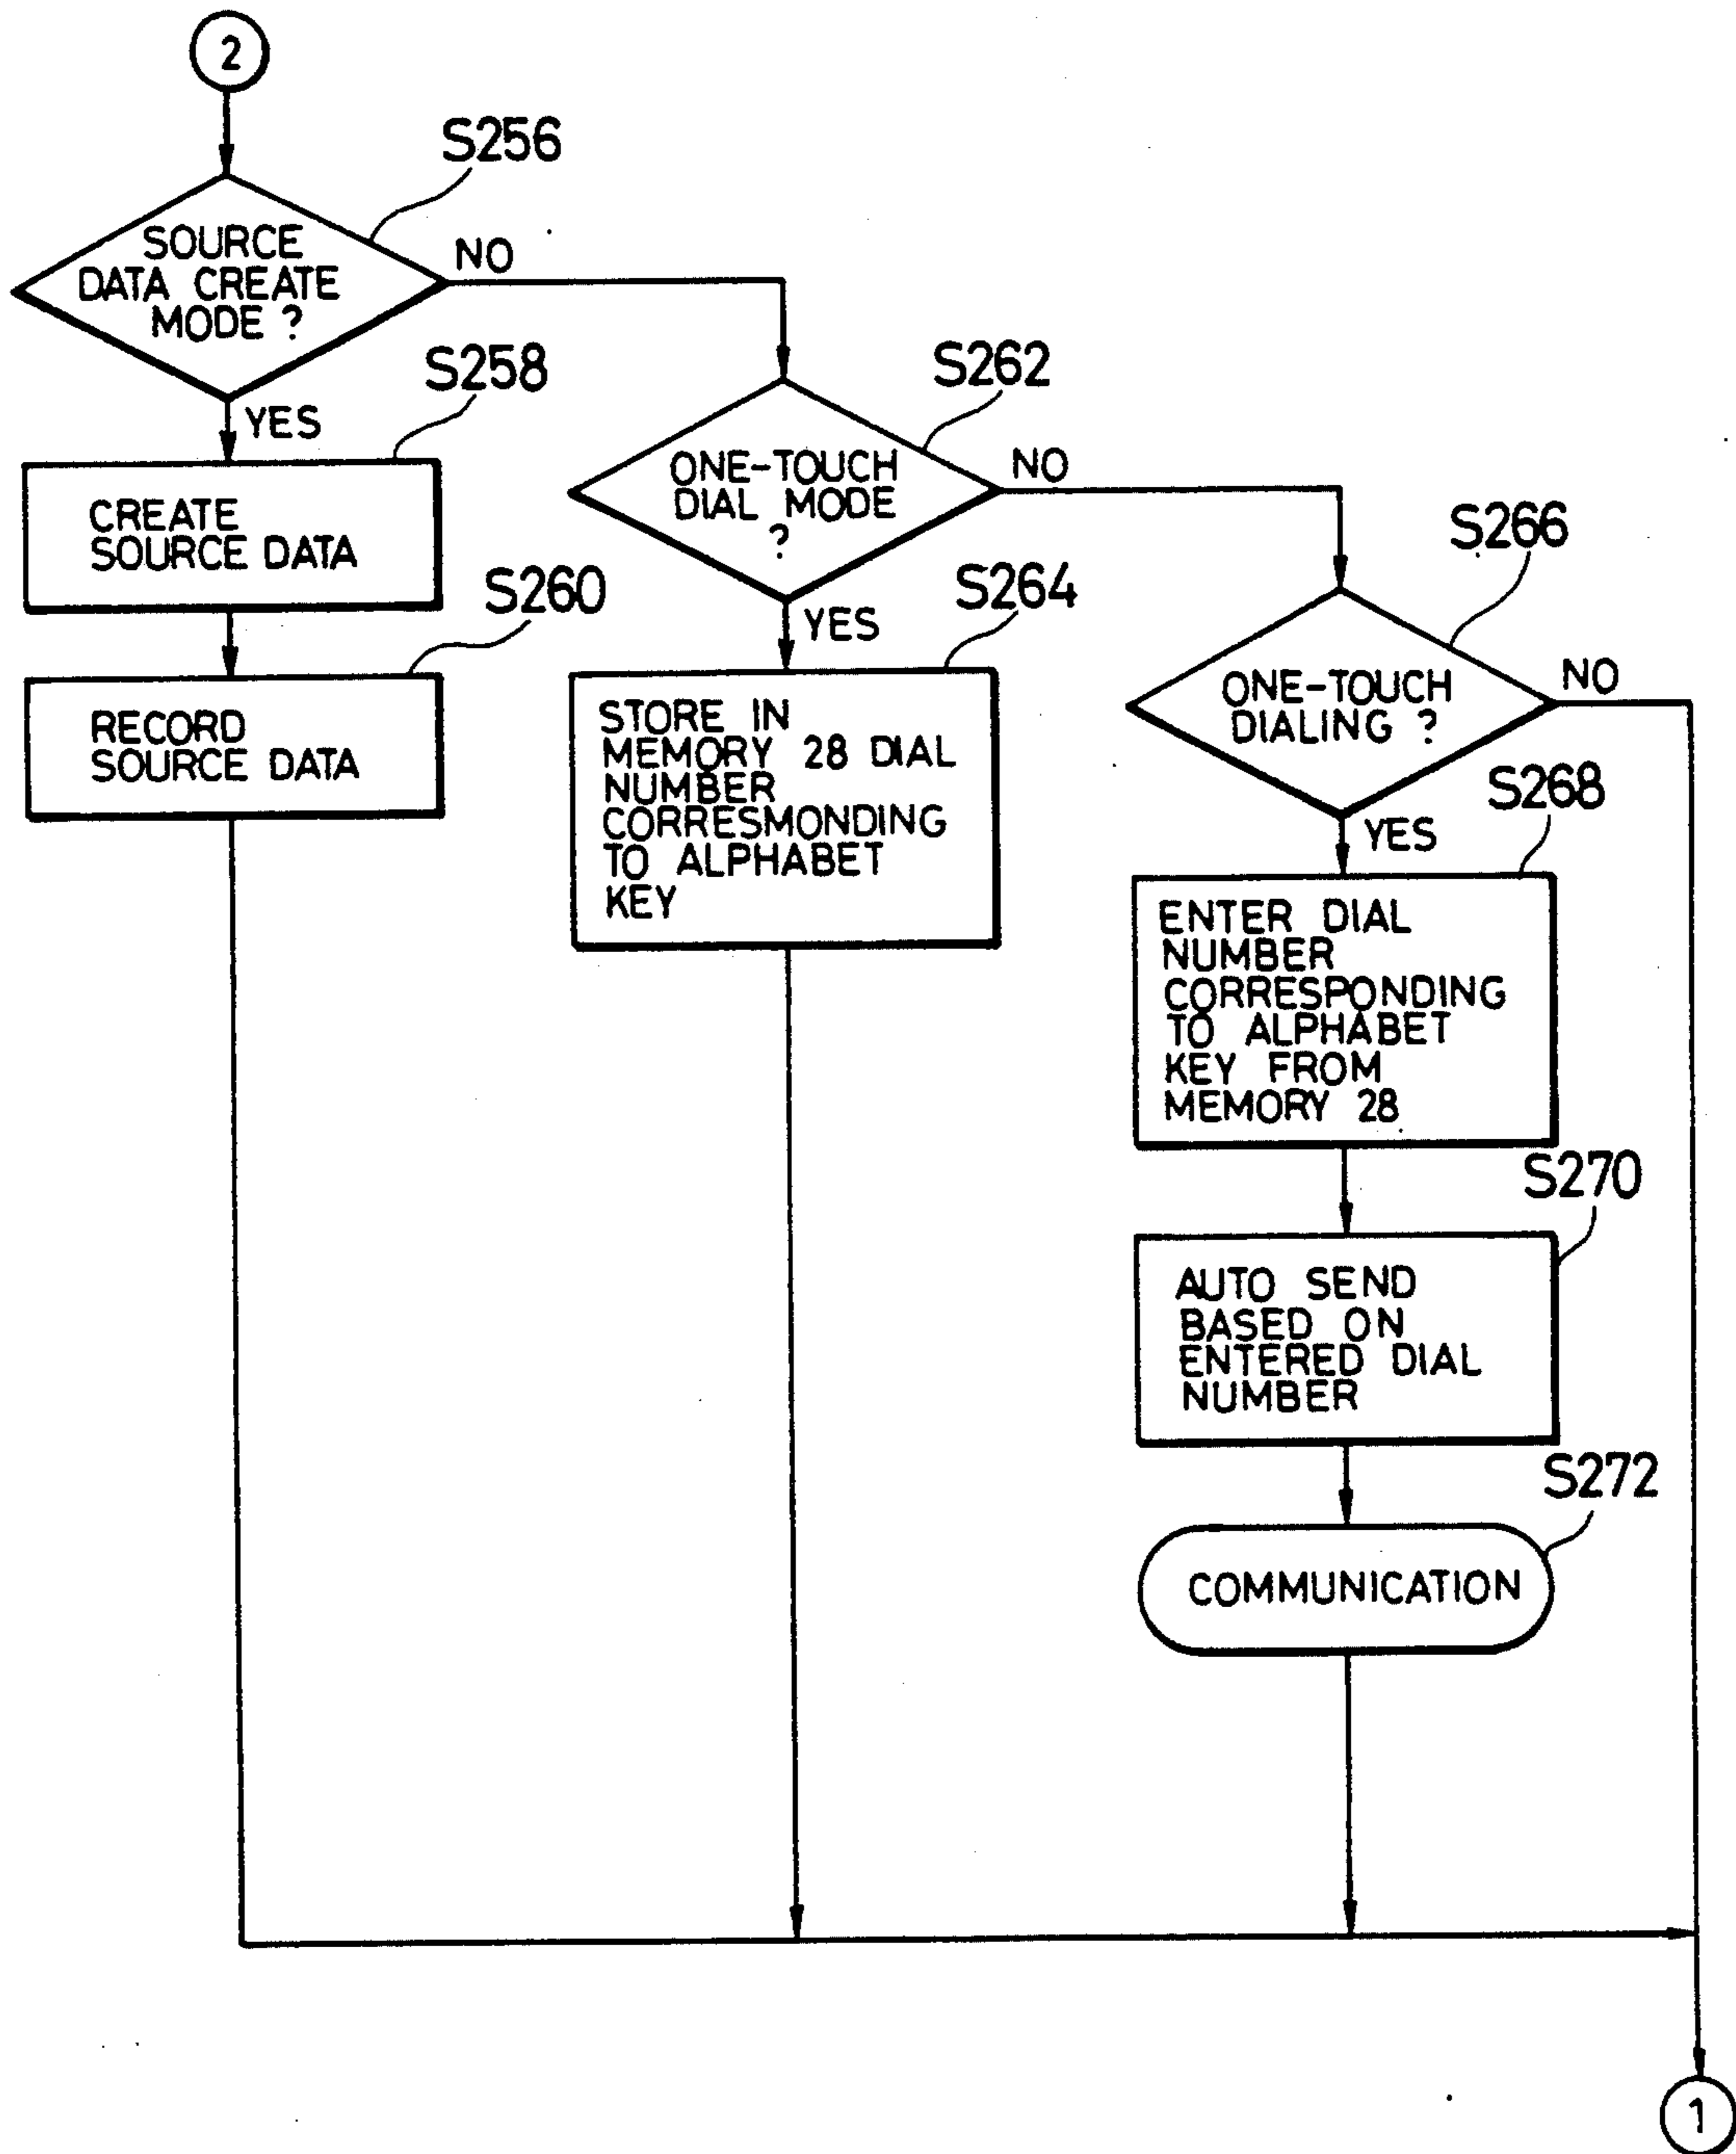 2
S256
SOURCE
DATA CREATE
MODE ?
NO
YES
S258
CREATE
SOURCE DATA
S260
RECORD
SOURCE DATA
S262
ONE-TOUCH
DIAL MODE
?
NO
YES
S264
STORE IN
MEMORY 28 DIAL
NUMBER
CORRESMONDING
TO ALPHABET
KEY
S266
ONE-TOUCH
DIALING ?
NO
YES
S268
ENTER DIAL
NUMBER
CORRESPONDING
TO ALPHABET
KEY FROM
MEMORY 28
S270
AUTO SEND
BASED ON
ENTERED DIAL
NUMBER
S272
COMMUNICATION
1